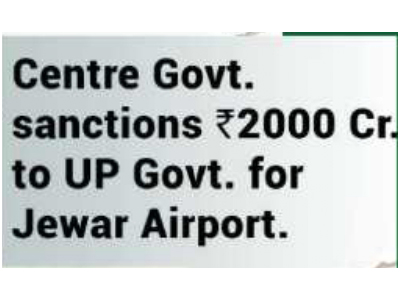 Centre Govt.
sanctions ₹2000 Cr.
to UP Govt. for
Jewar Airport.